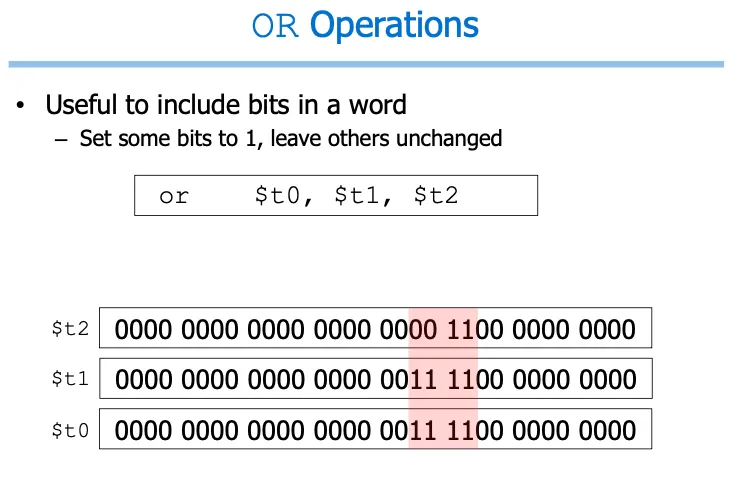 OR Operations
• Useful to include bits in a word
– Set some bits to 1, leave others unchanged
or $t0, $t1, $t2
$t2 0000 0000 0000 0000 0000 1100 0000 0000
$t1 0000 0000 0000 0000 0011 1100 0000 0000
$t0 0000 0000 0000 0000 0011 1100 0000 0000